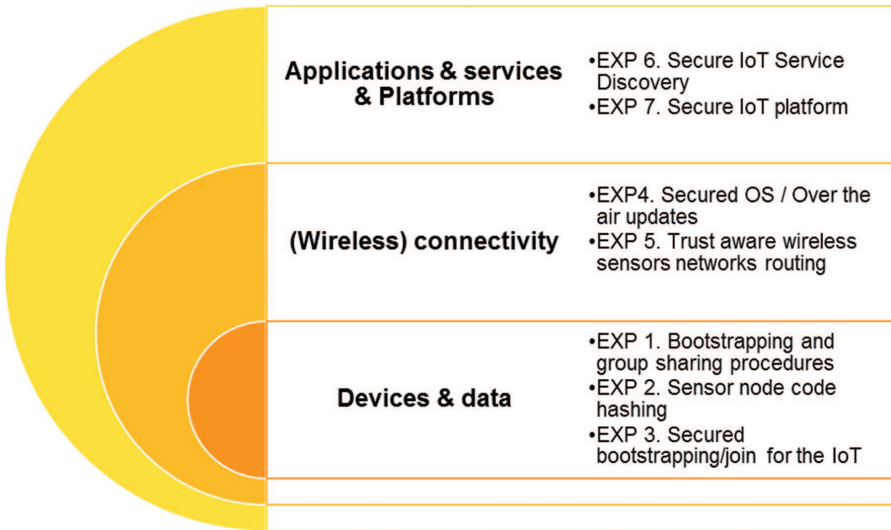 Applications & services
& Platforms
•EXP 6. Secure IoT Service
Discovery
•EXP 7. Secure IoT platform
(Wireless) connectivity
•EXP4. Secured OS / Over the
air updates
•EXP 5. Trust aware wireless
sensors networks routing
Devices & data
•EXP 1. Bootstrapping and
group sharing procedures
•EXP 2. Sensor node code
hashing
•EXP 3. Secured
bootstrapping/join for the IoT